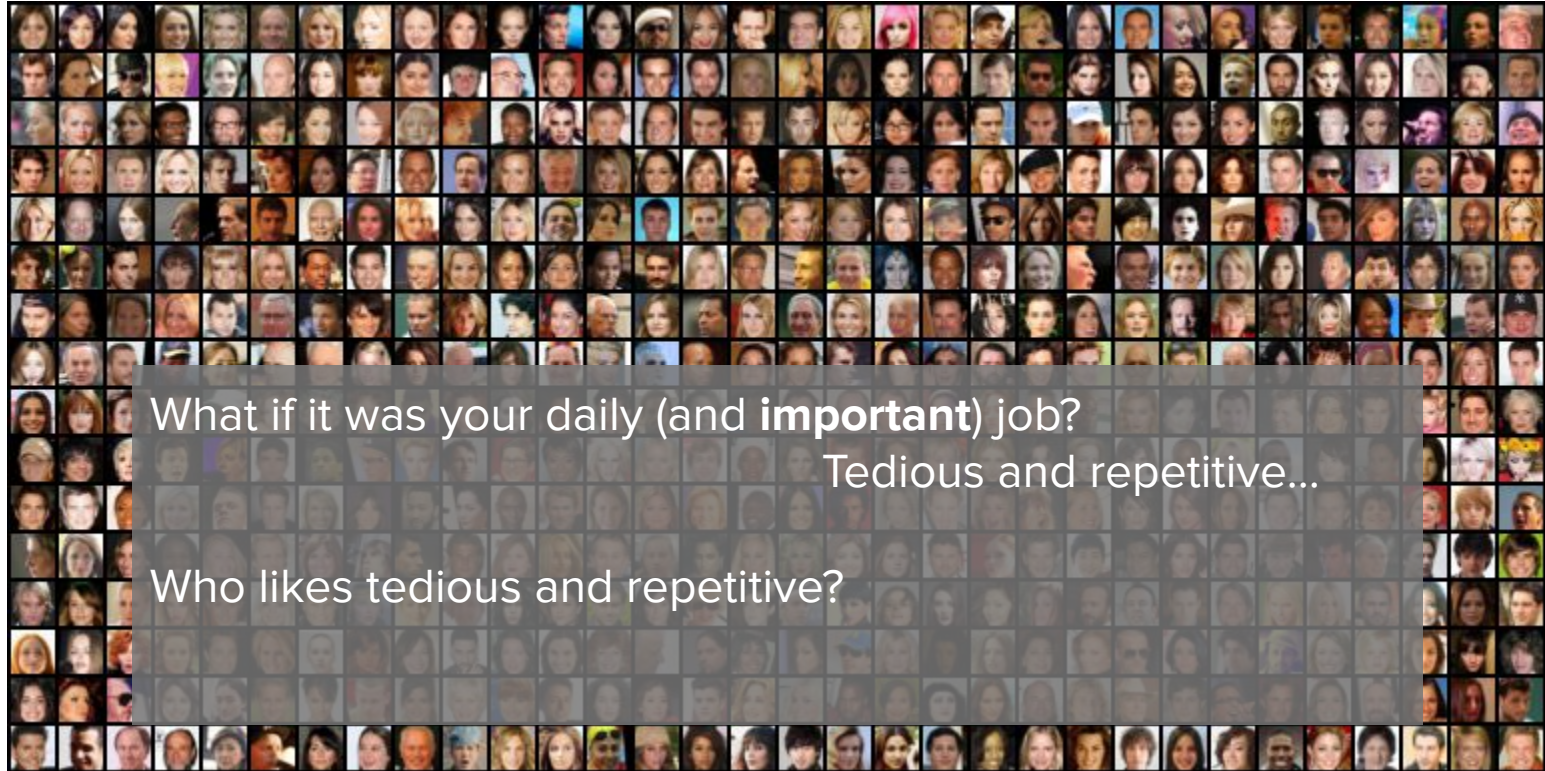 What if it was your daily (and important) job?
Tedious and repetitive...
Who likes tedious and repetitive?